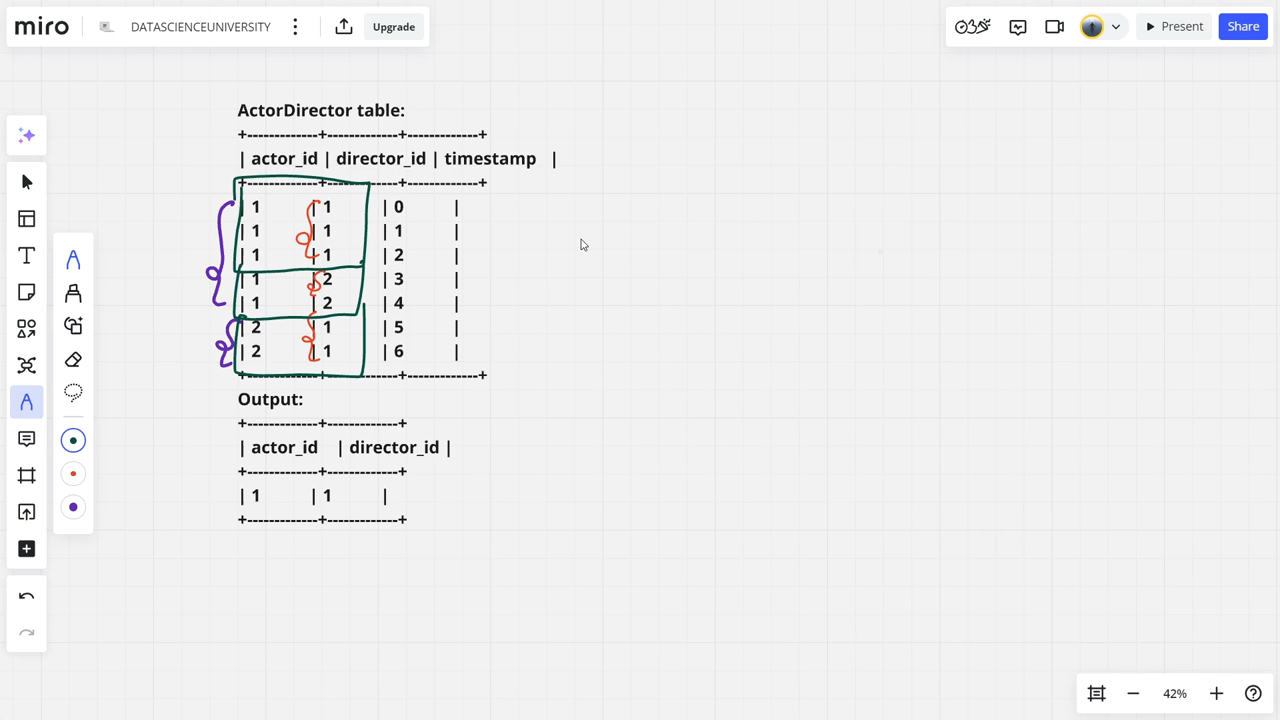 miro DATASCIENCEUNIVERSITY Upgrade Present Share
ActorDirector table:
+-------------+-------------+-------------+
| actor_id | director_id | timestamp |
+-------------+-------------+-------------+
| 1 | 1 | 0 |
| 1 | 1 | 1 |
| 1 | 1 | 2 |
| 1 | 2 | 3 |
| 1 | 2 | 4 |
| 2 | 1 | 5 |
| 2 | 1 | 6 |
+-------------+-------------+-------------+
Output:
+-------------+-------------+
| actor_id | director_id |
+-------------+-------------+
| 1 | 1 |
+-------------+-------------+
42%